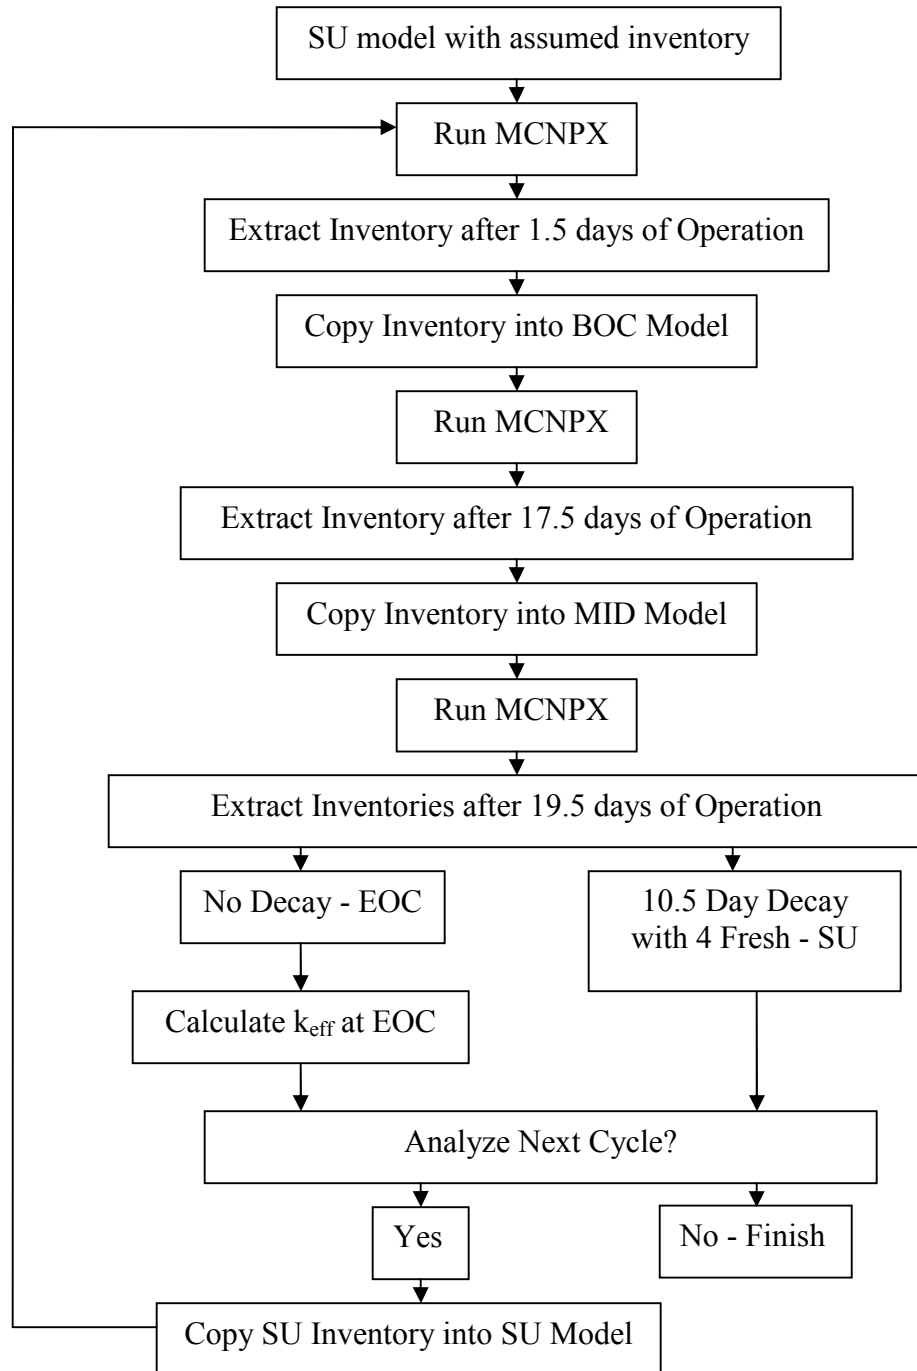 SU model with assumed inventory
Run MCNPX
Extract Inventory after 1.5 days of Operation
Copy Inventory into BOC Model
Run MCNPX
Extract Inventory after 17.5 days of Operation
Copy Inventory into MID Model
Run MCNPX
Extract Inventories after 19.5 days of Operation
No Decay - EOC
10.5 Day Decay
with 4 Fresh - SU
Calculate keff at EOC
Analyze Next Cycle?
Yes
No - Finish
Copy SU Inventory into SU Model